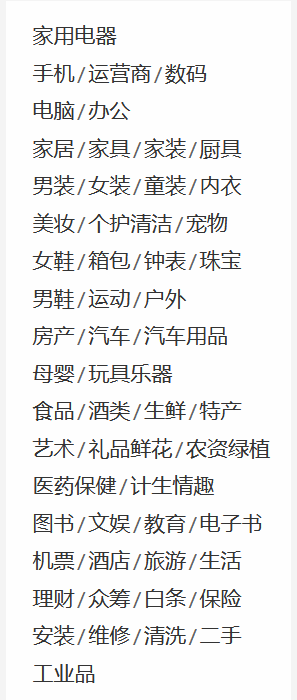 家用电器
手机/运营商/数码
电脑/办公
家居/家具/家装/厨具
男装/女装/童装/内衣
美妆/个护清洁/宠物
女鞋/箱包/钟表/珠宝
男鞋/运动/户外
房产/汽车/汽车用品
母婴/玩具乐器
食品/酒类/生鲜/特产
艺术/礼品鲜花/农资绿植
医药保健/计生情趣
图书/文娱/教育/电子书
机票/酒店/旅游/生活
理财/众筹/白条/保险
安装/维修/清洗/二手
工业品